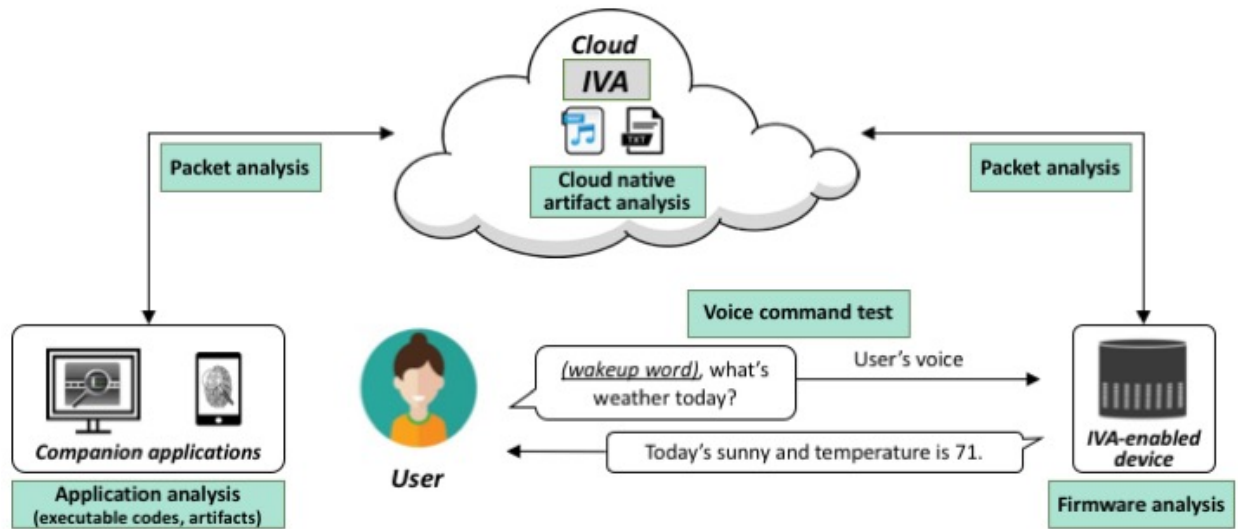 Cloud
IVA
TXT
Cloud native
artifact analysis
Packet analysis
Packet analysis
Voice command test
(wakeup word), what's
weather today?
User's voice
Today's sunny and temperature is 71.
User
Companion applications
Application analysis
(executable codes, artifacts)
IVA-enabled
device
Firmware analysis